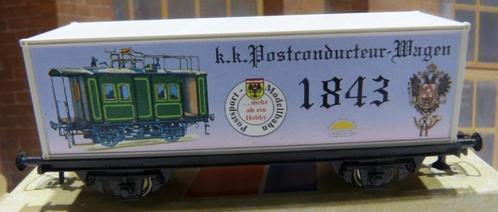 k.k.Postconducteur-Wagen
1843
Postsport-Modellbahn
...mehr
als ein
Hobby